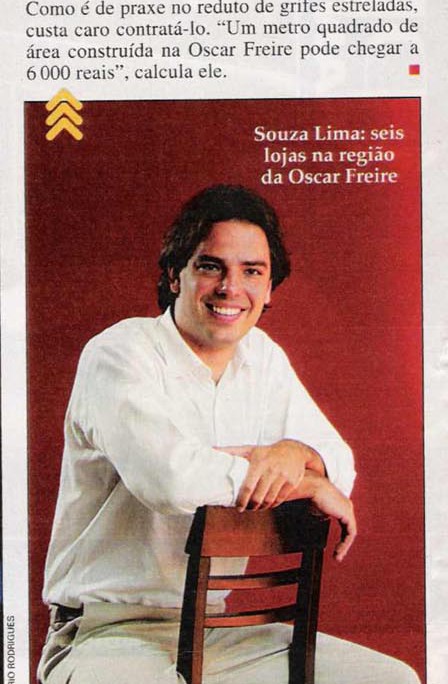 Como é de praxe no reduto de grifes estreladas,
custa caro contratá-lo. “Um metro quadrado de
área construída na Oscar Freire pode chegar a
6 000 reais”, calcula ele.
Souza Lima: seis
lojas na região
da Oscar Freire
RODRIGUES